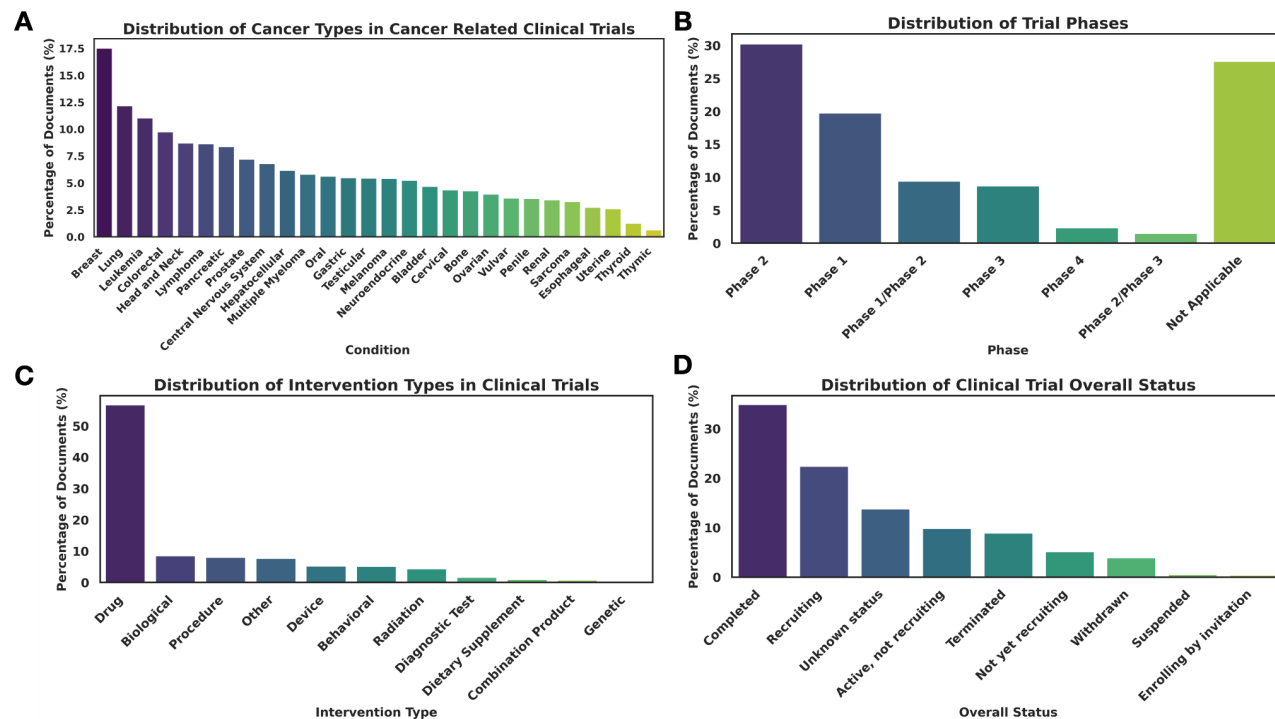 A
Distribution of Cancer Types in Cancer Related Clinical Trials
Percentage of Documents (%)
17.5
15.0
12.5
10.0
7.5
5.0
2.5
0.0
Breast
Lung
Leukemia
Colorectal
Head and Neck
Lymphoma
Pancreatic
Prostate
Central Nervous System
Hepatocellular
Multiple Myeloma
Oral
Gastric
Testicular
Melanoma
Neuroendocrine
Bladder
Cervical
Bone
Ovarian
Vulvar
Penile
Renal
Sarcoma
Esophageal
Uterine
Thyroid
Thymic
Condition
B
Distribution of Trial Phases
Percentage of Documents (%)
30
25
20
15
10
5
0
Phase 2
Phase 1
Phase 1/Phase 2
Phase 3
Phase 4
Phase 2/Phase 3
Not Applicable
Phase
C
Distribution of Intervention Types in Clinical Trials
Percentage of Documents (%)
50
40
30
20
10
0
Drug
Biological
Procedure
Other
Device
Behavioral
Radiation
Diagnostic Test
Dietary Supplement
Combination Product
Genetic
Intervention Type
D
Distribution of Clinical Trial Overall Status
Percentage of Documents (%)
30
20
10
0
Completed
Recruiting
Unknown status
Active, not recruiting
Terminated
Not yet recruiting
Withdrawn
Suspended
Enrolling by invitation
Overall Status